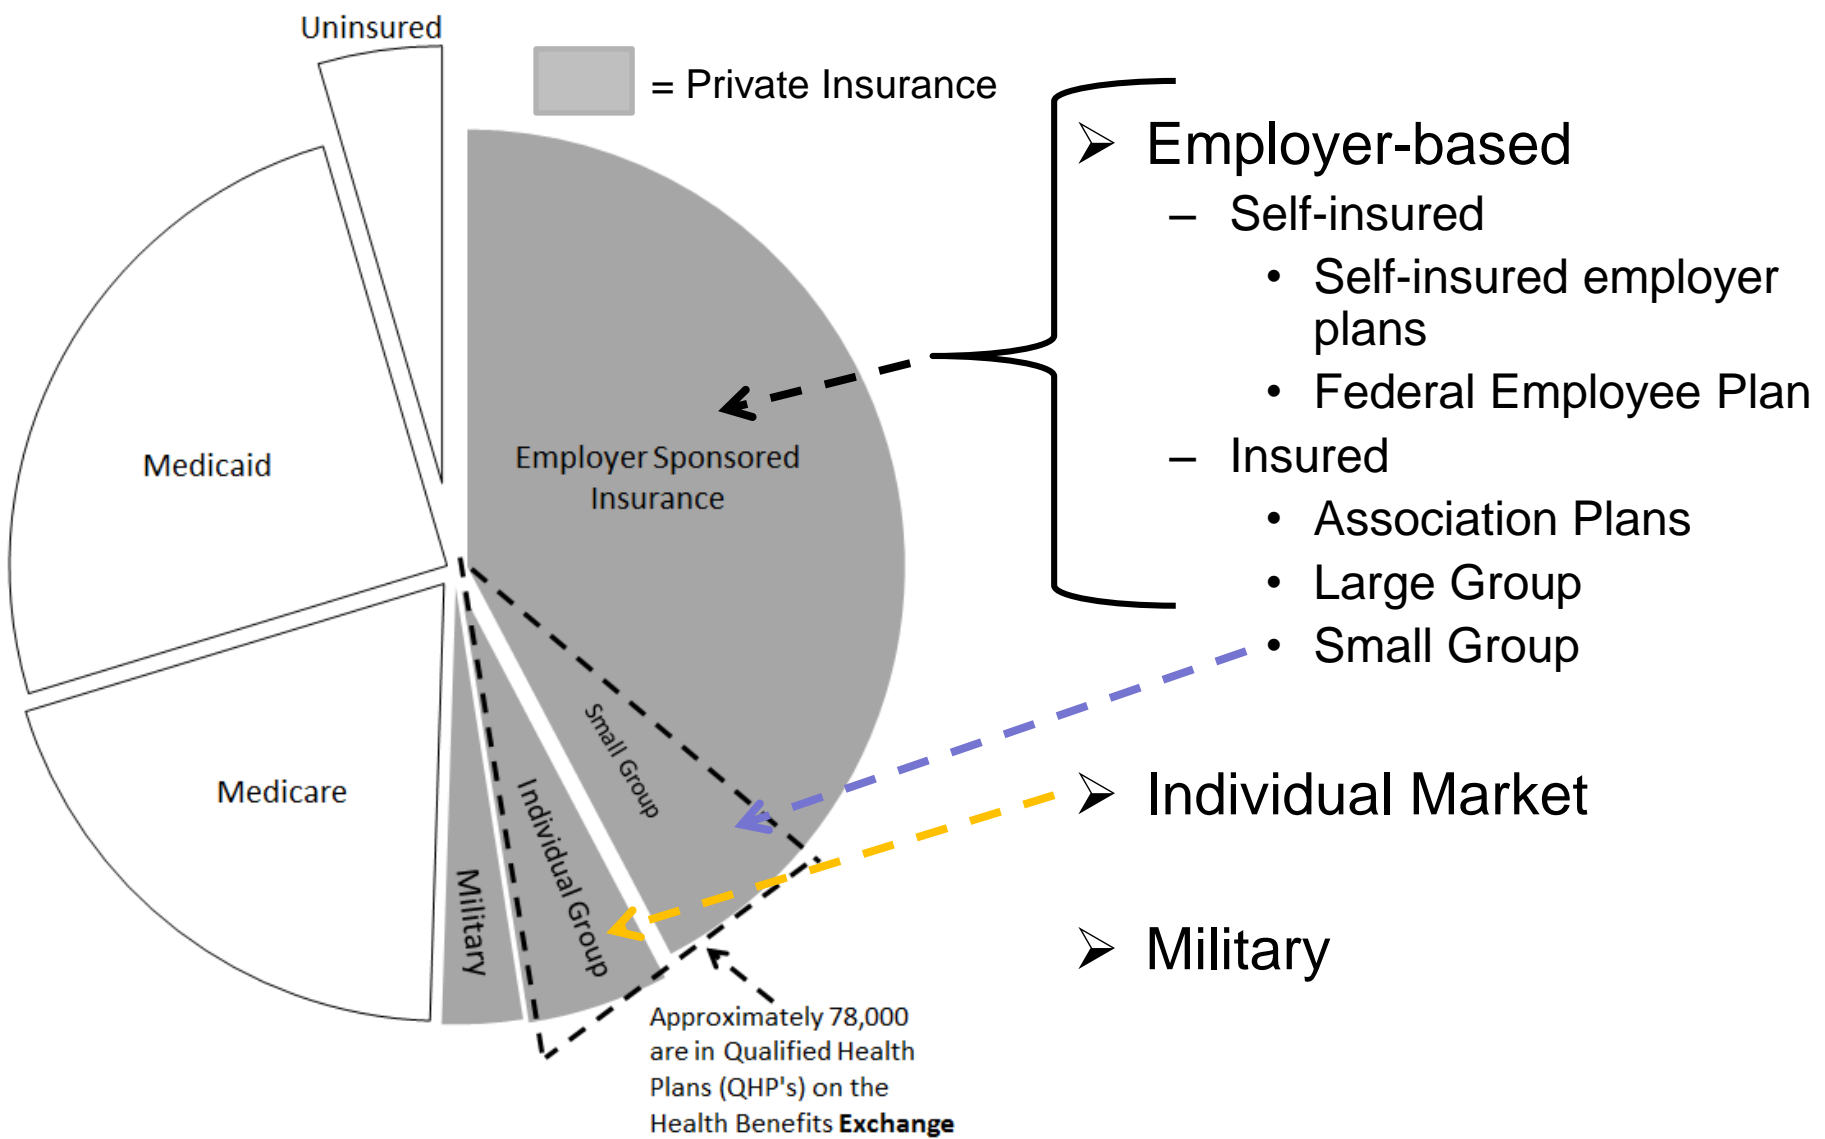 Uninsured
= Private Insurance
Medicaid
Employer Sponsored
Insurance
Medicare
Small Group
Individual Group
Military
Approximately 78,000
are in Qualified Health
Plans (QHP's) on the
Health Benefits Exchange
➢ Employer-based
– Self-insured
• Self-insured employer
plans
• Federal Employee Plan
– Insured
• Association Plans
• Large Group
• Small Group
➢ Individual Market
➢ Military